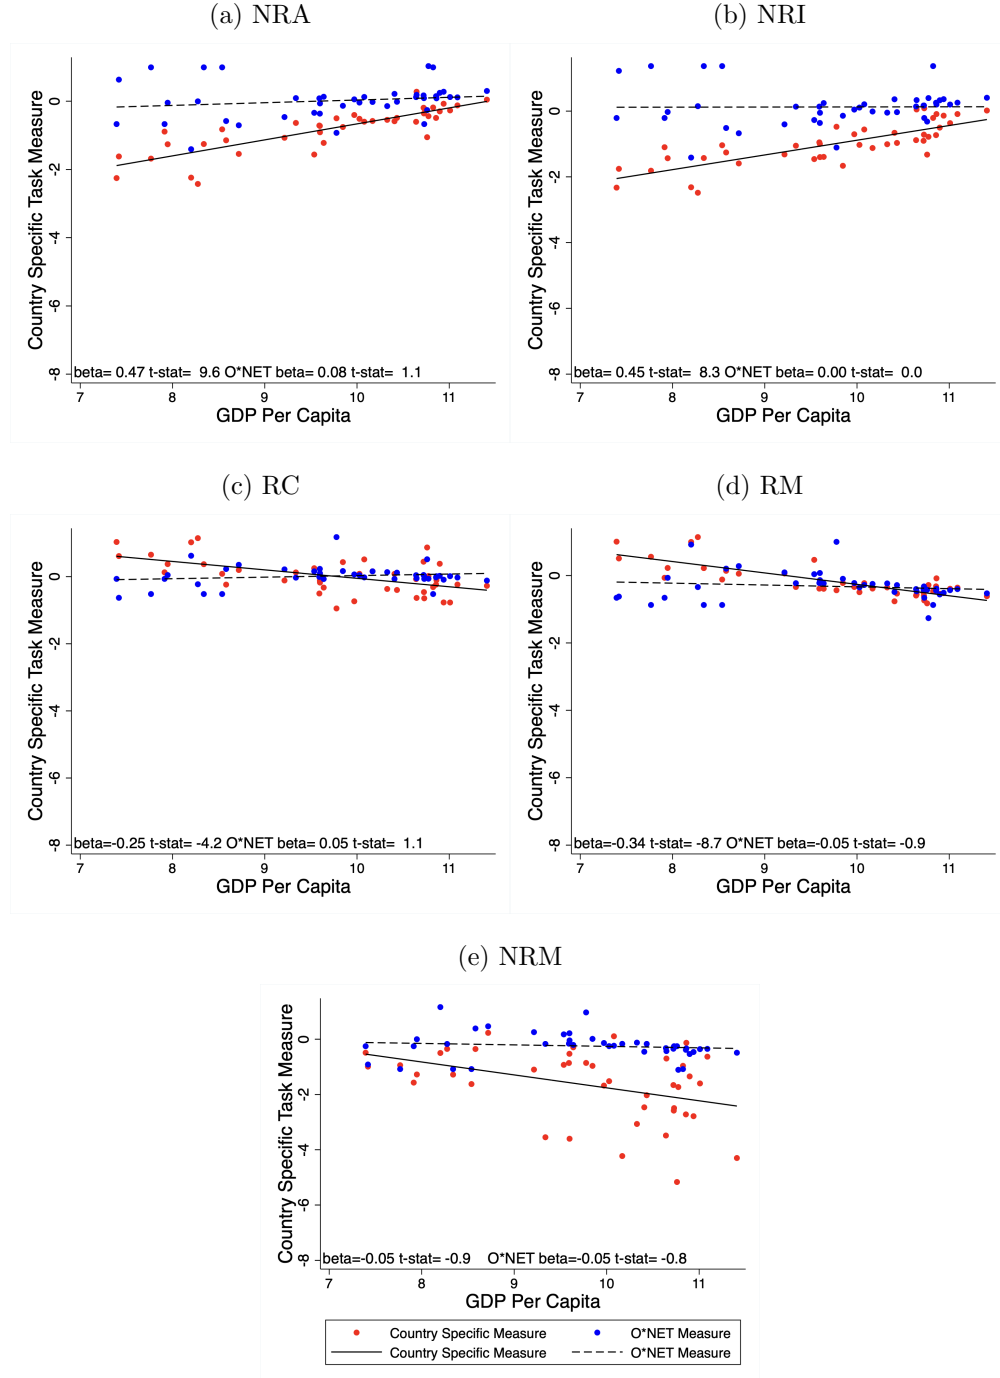 (a) NRA
(b) NRI
Country Specific Task Measure
0
-2
-4
-6
-8
beta= 0.47 t-stat= 9.6 O*NET beta= 0.08 t-stat= 1.1
7 8 9 10 11
GDP Per Capita
Country Specific Task Measure
0
-2
-4
-6
-8
beta= 0.45 t-stat= 8.3 O*NET beta= 0.00 t-stat= 0.0
7 8 9 10 11
GDP Per Capita
(c) RC
(d) RM
Country Specific Task Measure
0
-2
-4
-6
-8
beta=-0.25 t-stat= -4.2 O*NET beta= 0.05 t-stat= 1.1
7 8 9 10 11
GDP Per Capita
Country Specific Task Measure
0
-2
-4
-6
-8
beta=-0.34 t-stat= -8.7 O*NET beta=-0.05 t-stat= -0.9
7 8 9 10 11
GDP Per Capita
(e) NRM
Country Specific Task Measure
0
-2
-4
-6
-8
beta=-0.05 t-stat= -0.9 O*NET beta=-0.05 t-stat= -0.8
7 8 9 10 11
GDP Per Capita
Country Specific Measure O*NET Measure
Country Specific Measure O*NET Measure